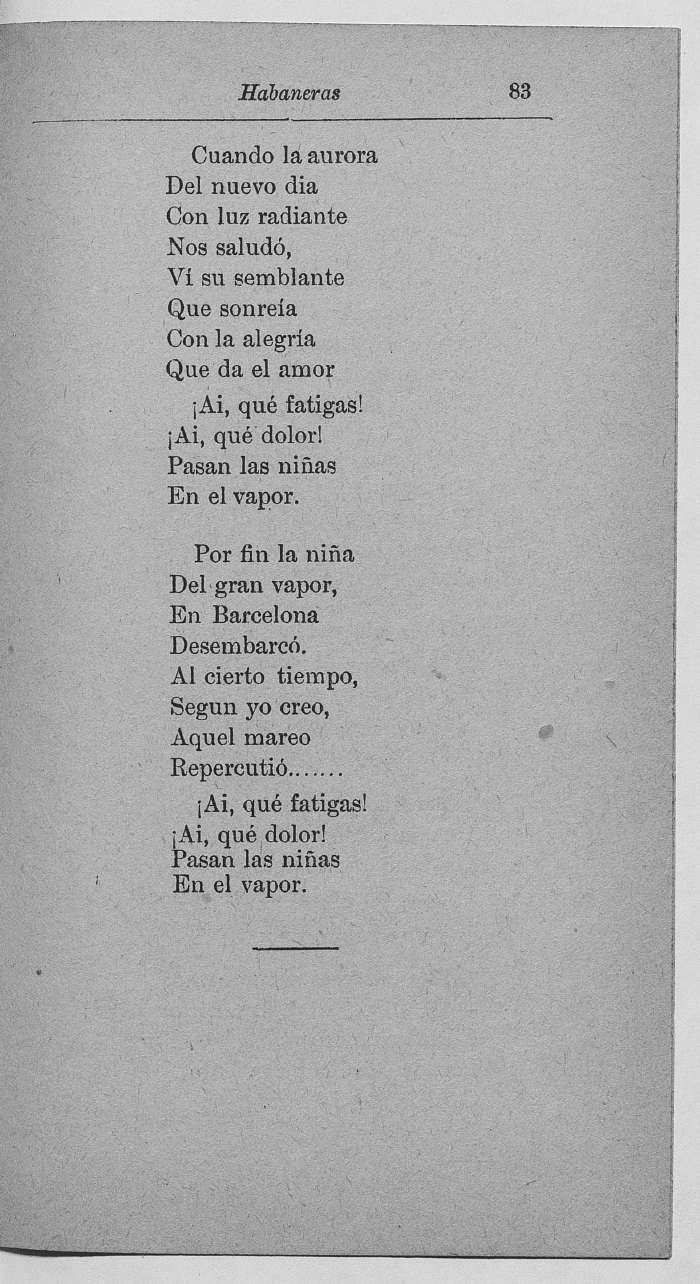 Habaneras 83
Cuando la aurora
Del nuevo dia
Con luz radiante
Nos saludó,
Ví su semblante
Que sonreía
Con la alegría
Que da el amor
¡Ai, qué fatigas!
¡Ai, qué dolor!
Pasan las niñas
En el vapor.
Por fin la niña
Del gran vapor,
En Barcelona
Desembarcó.
Al cierto tiempo,
Segun yo creo,
Aquel mareo
Repercutió.......
¡Ai, qué fatigas!
¡Ai, qué dolor!
Pasan las niñas
En el vapor.